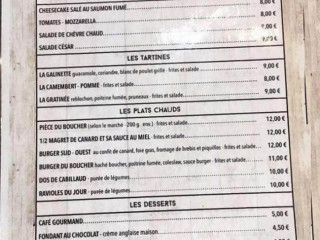 CHEESECAKE SALÉ AU SAUMON FUMÉ 8,00 €
TOMATES - MOZZARELLA 8,00 €
SALADE DE CHÈVRE CHAUD 9,00 €
SALADE CÉSAR
LES TARTINES
LA GALINETTE guacamole, coriandre, blanc de poulet grillé - frites et salade 9,00 €
LA CAMEMBERT - POMME - frites et salade 8,00 €
LA GRATINÉE reblochon, poitrine fumée, pruneaux - frites et salade 9,00 €
LES PLATS CHAUDS
PIÈCE DU BOUCHER (selon le marché - 200 g. env.) - frites et salade 12,00 €
1/2 MAGRET DE CANARD ET SA SAUCE AU MIEL - frites et salade 12,00 €
BURGER SUD - OUEST au confit de canard, foie gras, fromage de brebis et piquillos - frites et salade 12,00 €
BURGER DU BOUCHER haché boucher, poitrine fumée, coleslaw, sauce burger - frites et salade 11,00 €
DOS DE CABILLAUD - purée de légumes 10,00 €
RAVIOLES DU JOUR - purée de légumes 10,00 €
LES DESSERTS
CAFÉ GOURMAND 5,00 €
FONDANT AU CHOCOLAT - crème anglaise maison 4,50 €